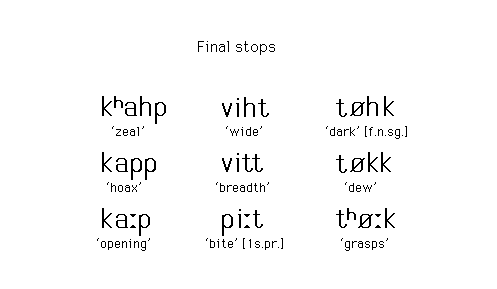 Final stops
kʰahp viht tøhk
‘zeal’ ‘wide’ ‘dark’ [f.n.sg.]
kapp vitt tøkk
‘hoax’ ‘breadth’ ‘dew’
kaːp piːt tʰøːk
‘opening’ ‘bite’ [1s.pr.] ‘grasps’